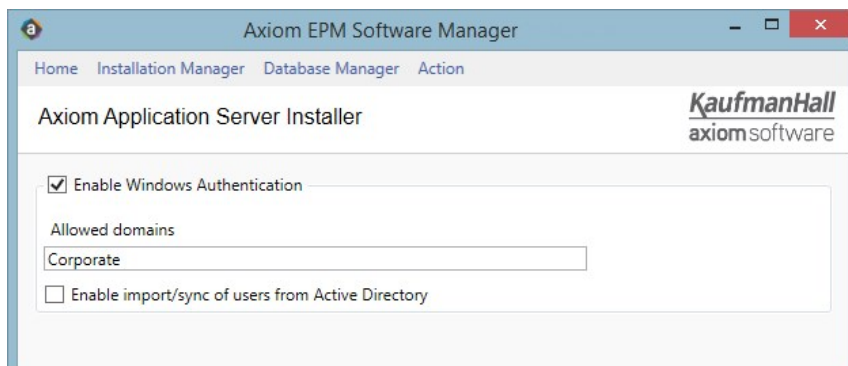 a
Axiom EPM Software Manager
Home Installation Manager Database Manager Action
Axiom Application Server Installer
KaufmanHall
axiomsoftware
Enable Windows Authentication
Allowed domains
Corporate
Enable import/sync of users from Active Directory